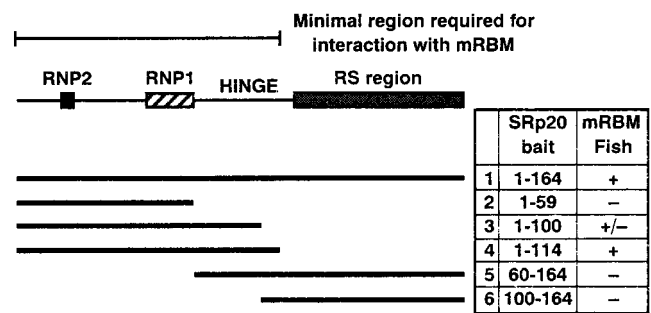 Minimal region required for
interaction with mRBM
RNP2 RNP1 HINGE RS region
SRp20 bait mRBM Fish
1 1-164 +
2 1-59 –
3 1-100 +/–
4 1-114 +
5 60-164 –
6 100-164 –